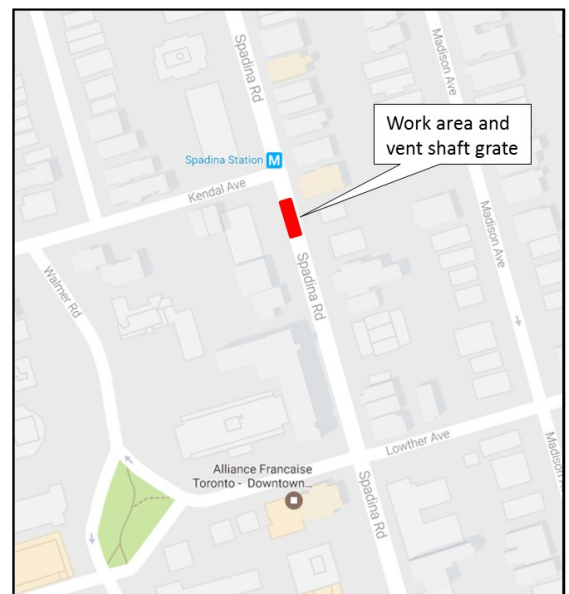 Spadina Rd
Madison Ave
Work area and
vent shaft grate
Spadina Station M
Kendal Ave
Madison Ave
Walmer Rd
Spadina Rd
Lowther Ave
Alliance Francaise
Toronto - Downtown...
Spadina Rd
Madison